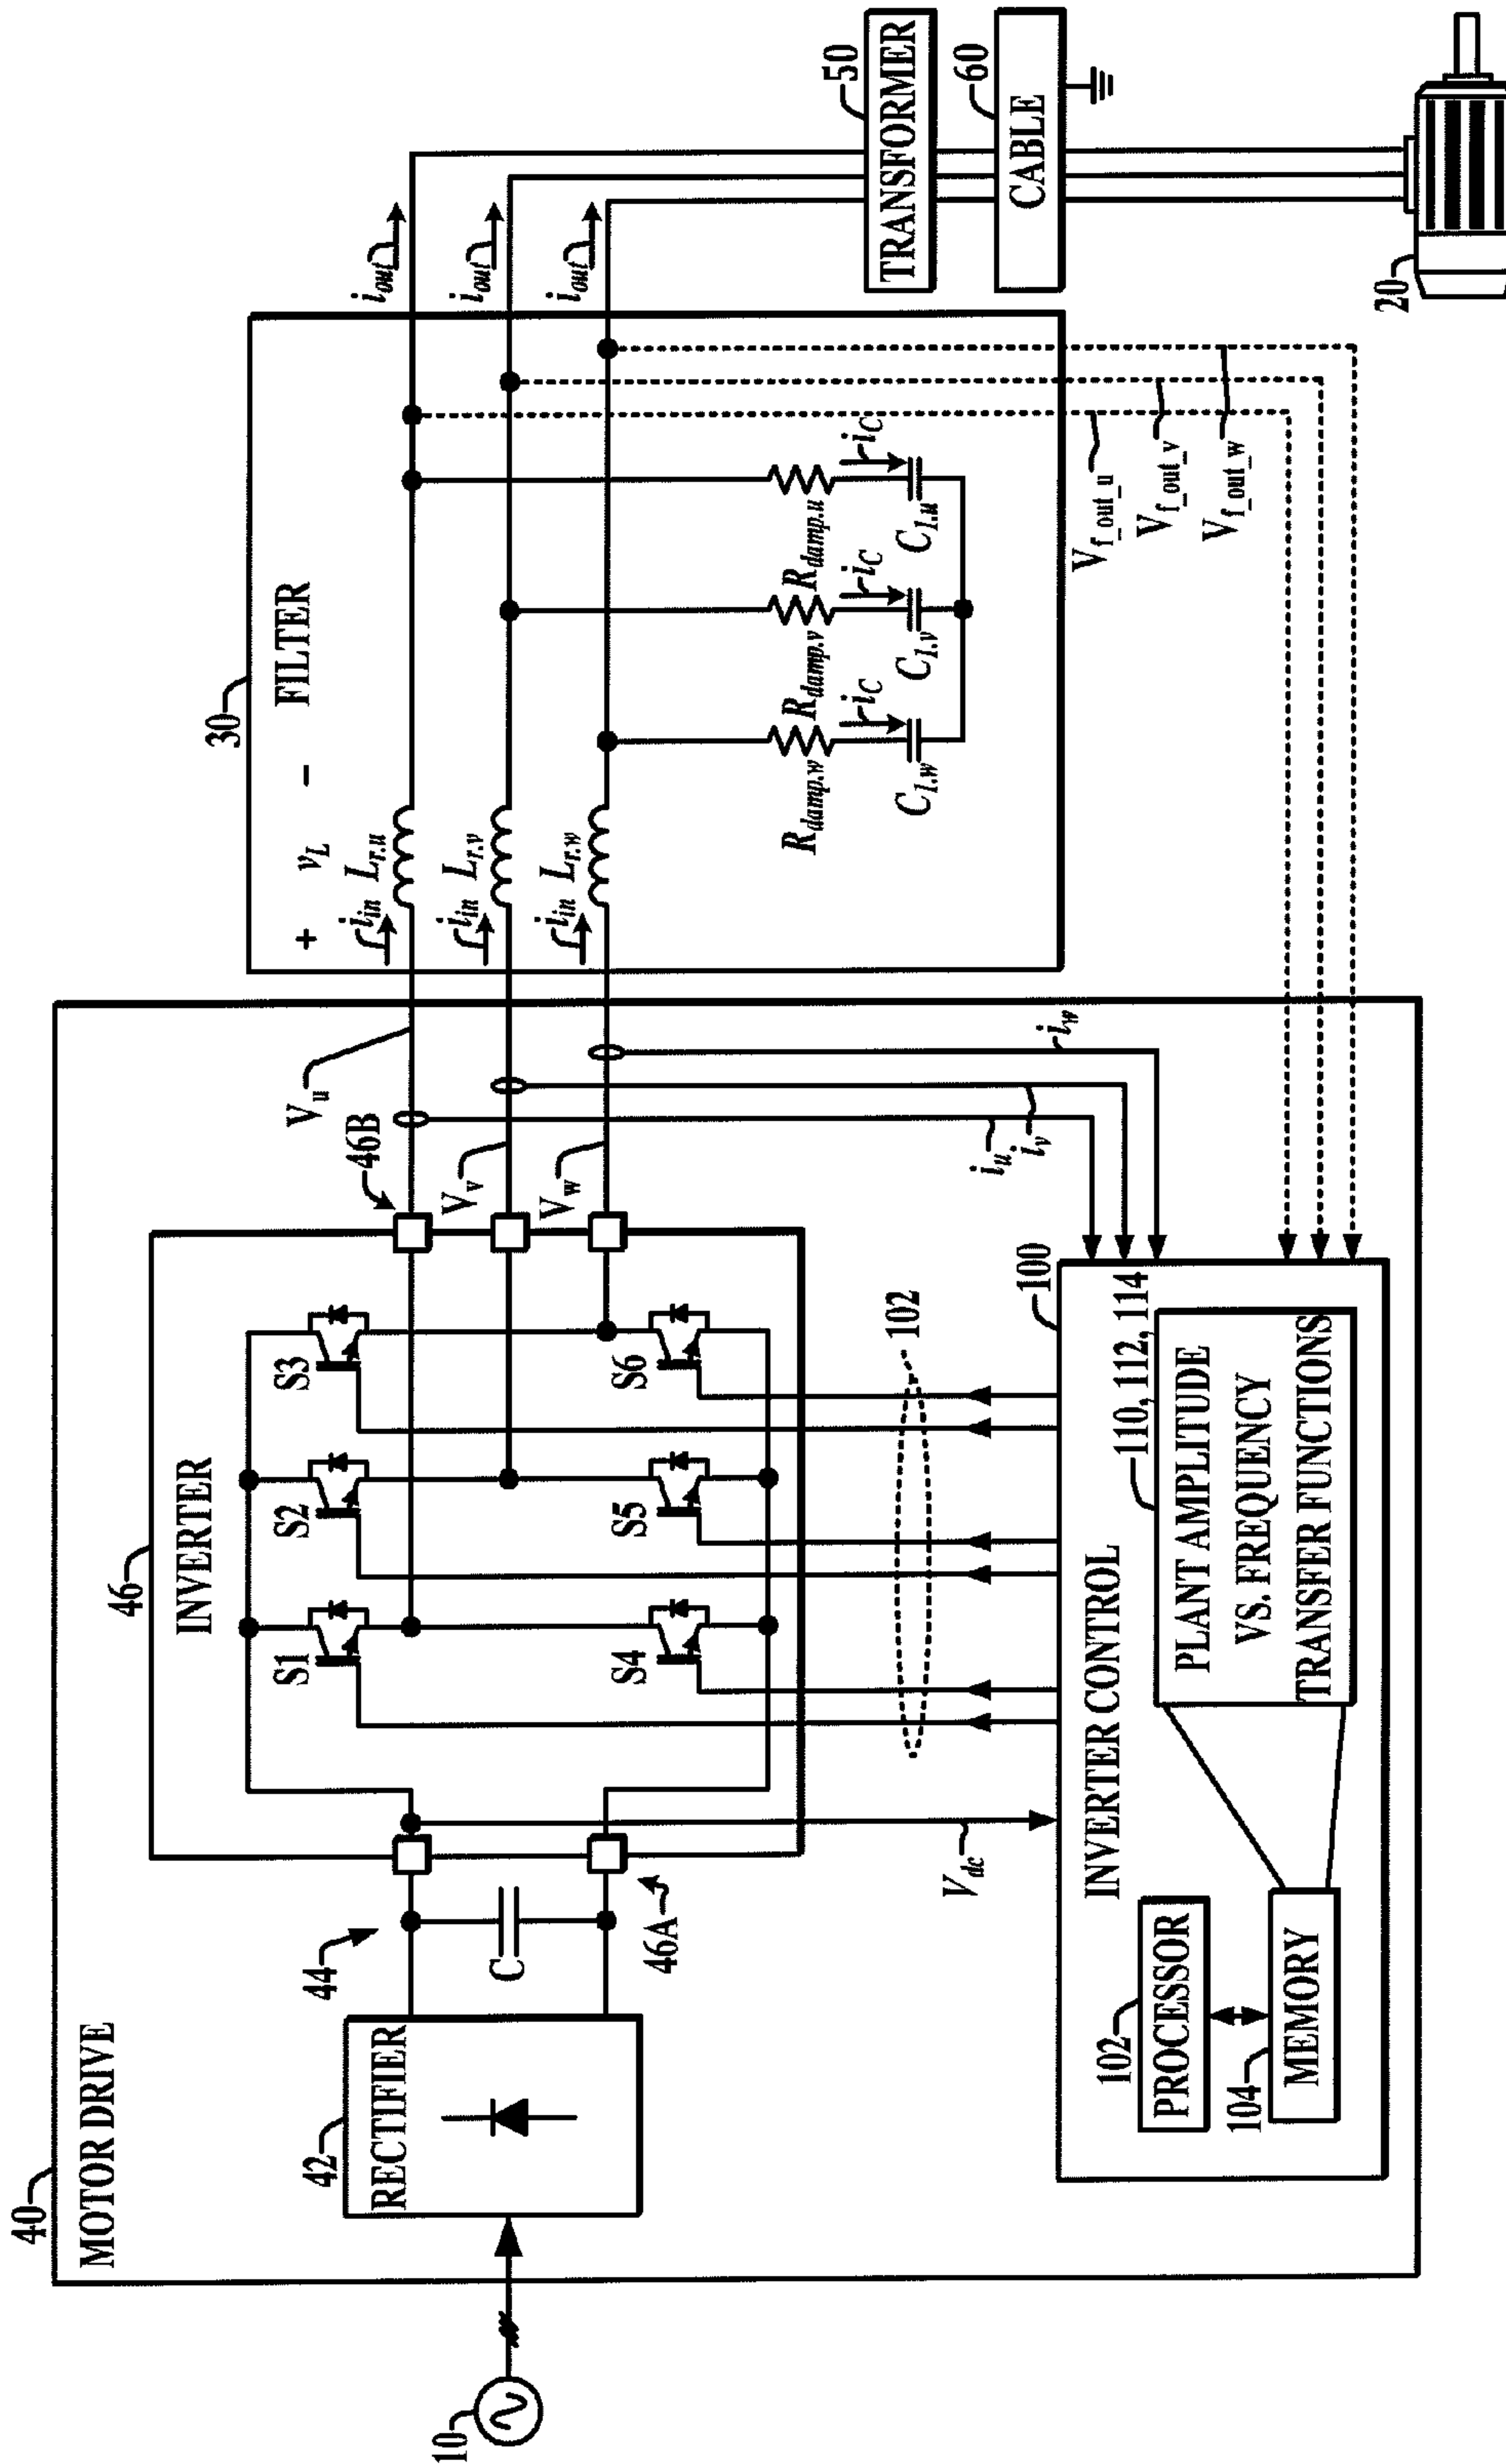 40
MOTOR DRIVE
10
42
RECTIFIER
44
C
46A
46
INVERTER
S1
S2
S3
S4
S5
S6
46B
V_u
V_v
V_w
i_u
i_v
i_w
V_dc
102
100
INVERTER CONTROL
102
PROCESSOR
104
MEMORY
110, 112, 114
PLANT AMPLITUDE
VS. FREQUENCY
TRANSFER FUNCTIONS
30
+ v_L - FILTER
i_in L_r.u
i_in L_r.v
i_in L_r.w
R_damp.w
R_damp.v
R_damp.u
i_C
i_C
i_C
C_1.w
C_1.v
C_1.u
i_out
i_out
i_out
V_f_out_u
V_f_out_v
V_f_out_w
50
TRANSFORMER
60
CABLE
20